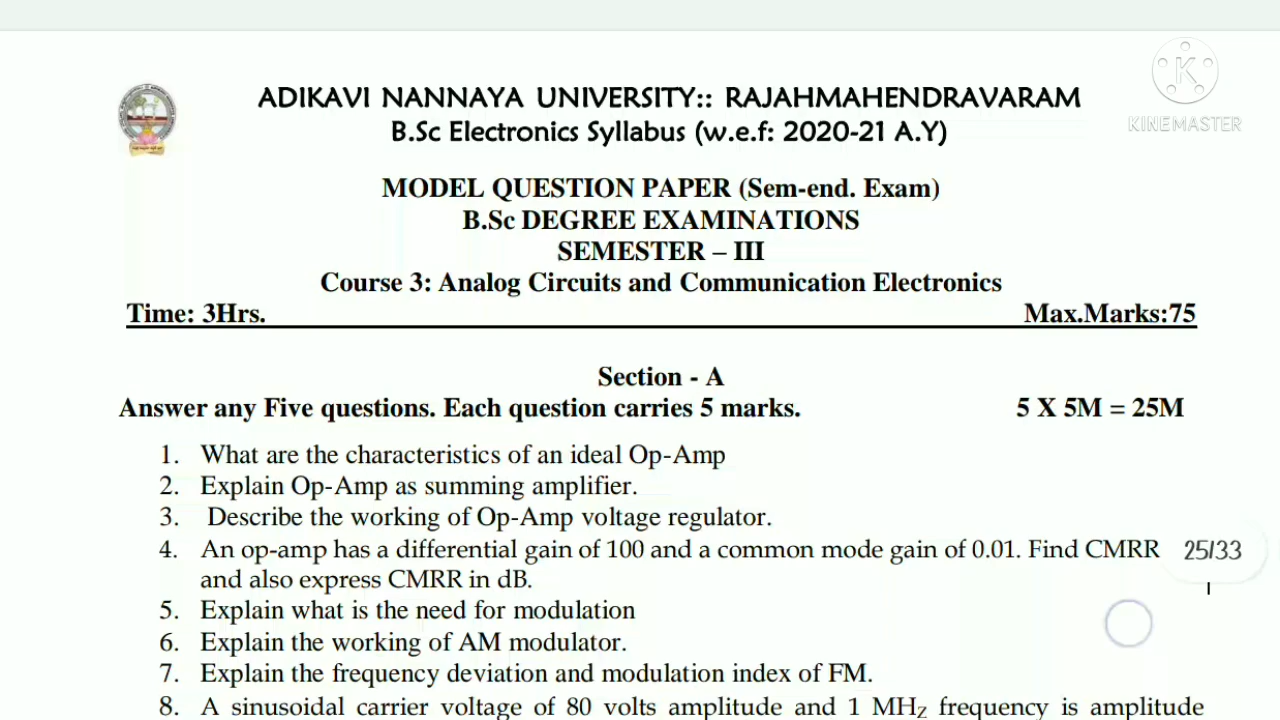 ADIKAVI NANNAYA UNIVERSITY:: RAJAHMAHENDRAVARAM
B.Sc Electronics Syllabus (w.e.f: 2020-21 A.Y)
KINEMASTER
MODEL QUESTION PAPER (Sem-end. Exam)
B.Sc DEGREE EXAMINATIONS
SEMESTER – III
Course 3: Analog Circuits and Communication Electronics
Time: 3Hrs. Max.Marks:75
Section - A
Answer any Five questions. Each question carries 5 marks. 5 X 5M = 25M
1. What are the characteristics of an ideal Op-Amp
2. Explain Op-Amp as summing amplifier.
3. Describe the working of Op-Amp voltage regulator.
4. An op-amp has a differential gain of 100 and a common mode gain of 0.01. Find CMRR
25/33
and also express CMRR in dB.
5. Explain what is the need for modulation
6. Explain the working of AM modulator.
7. Explain the frequency deviation and modulation index of FM.
8. A sinusoidal carrier voltage of 80 volts amplitude and 1 MHz frequency is amplitude